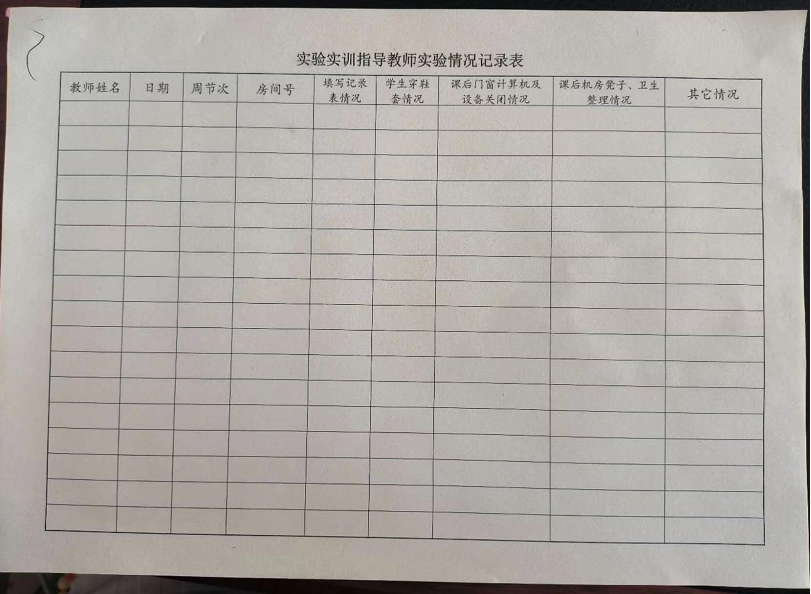 实验实训指导教师实验情况记录表
教师姓名
日期
周节次
房间号
填写记录
表情况
学生穿鞋
套情况
课后门窗计算机及
设备关闭情况
课后机房凳子、卫生
整理情况
其它情况